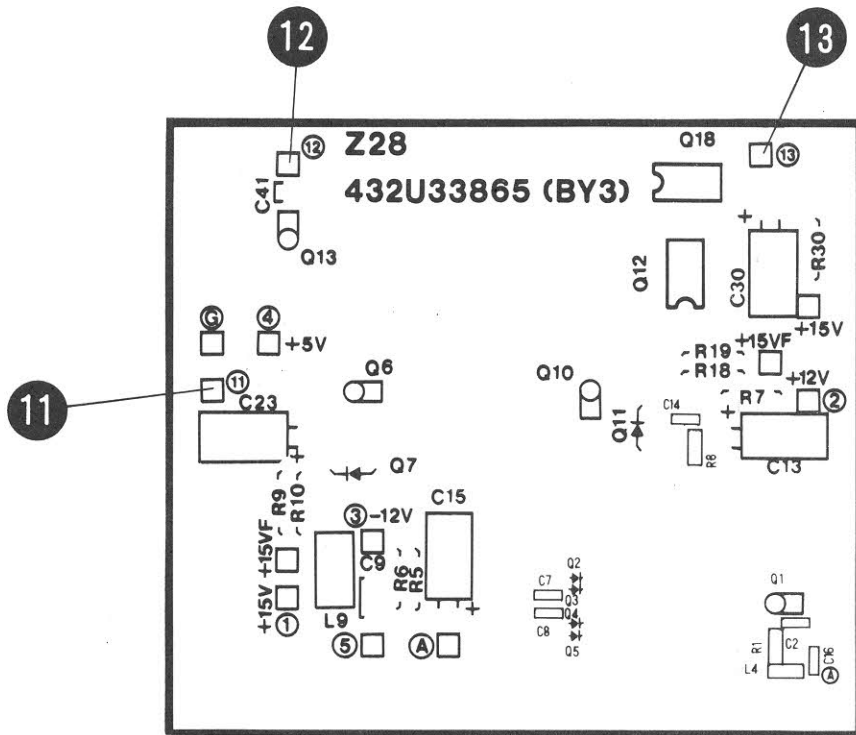 12
13
⑫
Z28
Q18
⑬
C41
432U33865 (BY3)
Q13
Q12
C30
R30
+
+15V
G
4
+5V
+15VF
R19
R18
+12V
11
⑪
Q6
Q10
Q11
R7
②
+
C23
C14
R8
C13
+
Q7
R9
R10
③
-12V
C15
+15VF
C9
R6
R5
+15V
①
L9
+
⑤
A
Q2
C7
Q3
Q4
C8
Q5
Q1
R1
C2
C16
L4
A